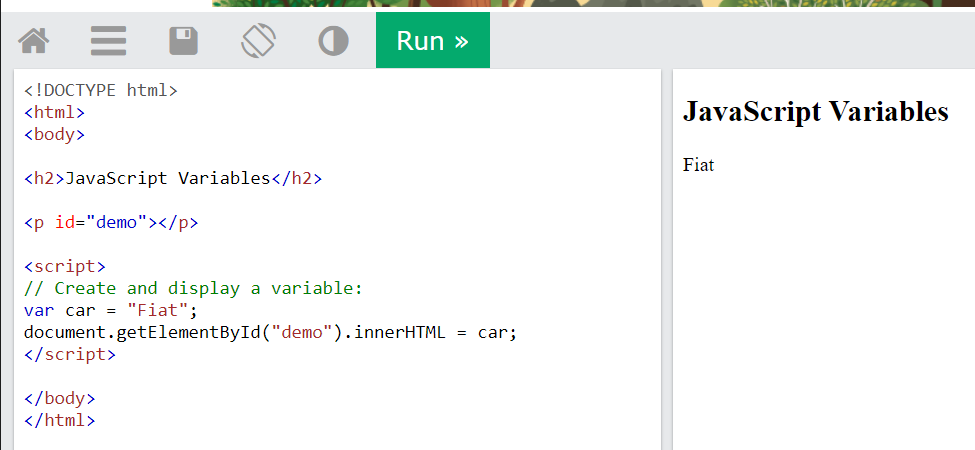 Run »
<!DOCTYPE html>
<html>
<body>
<h2>JavaScript Variables</h2>
<p id="demo"></p>
<script>
// Create and display a variable:
var car = "Fiat";
document.getElementById("demo").innerHTML = car;
</script>
</body>
</html>
JavaScript Variables
Fiat